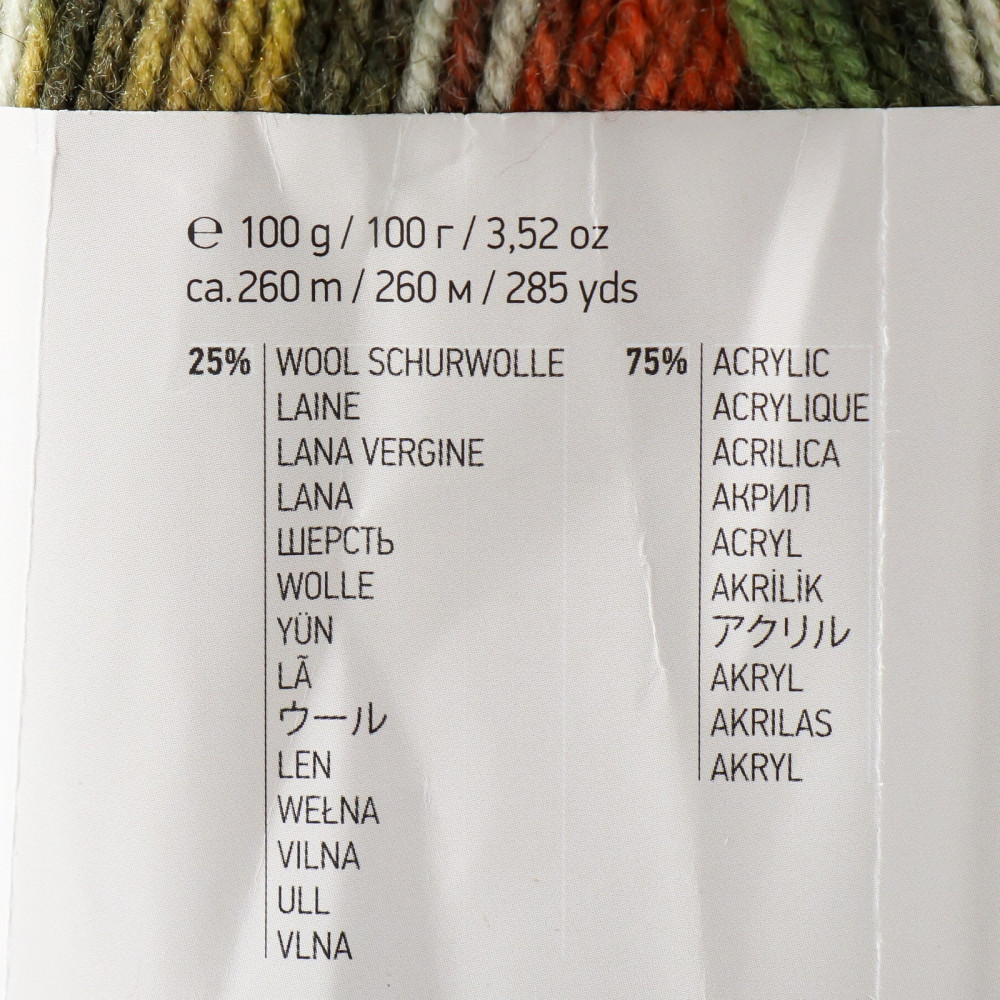 ℮ 100 g / 100 г / 3,52 oz
ca. 260 m / 260 м / 285 yds
25% WOOL SCHURWOLLE
LAINE
LANA VERGINE
LANA
ШЕРСТЬ
WOLLE
YÜN
LÃ
ウール
LEN
WEŁNA
VILNA
ULL
VLNA
75% ACRYLIC
ACRYLIQUE
ACRILICA
АКРИЛ
ACRYL
AKRİLİK
アクリル
AKRYL
AKRILAS
AKRYL